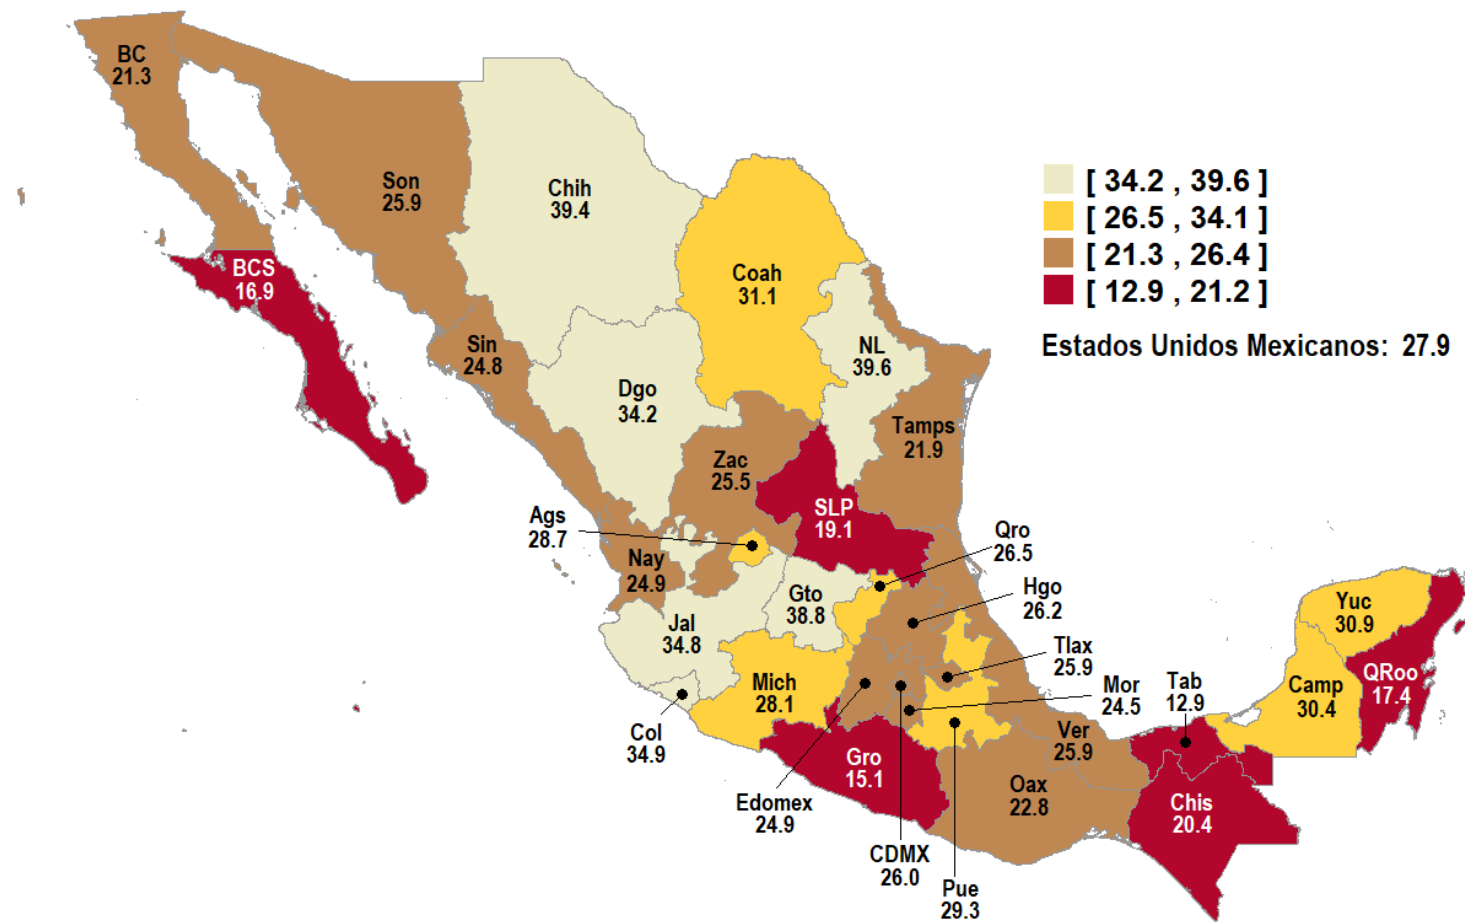 BC
21.3
Son
25.9
Chih
39.4
[ 34.2 , 39.6 ]
[ 26.5 , 34.1 ]
[ 21.3 , 26.4 ]
[ 12.9 , 21.2 ]
Estados Unidos Mexicanos: 27.9
BCS
16.9
Coah
31.1
Sin
24.8
NL
39.6
Dgo
34.2
Tamps
21.9
Zac
25.5
SLP
19.1
Ags
28.7
Qro
26.5
Nay
24.9
Gto
38.8
Hgo
26.2
Yuc
30.9
Jal
34.8
Tlax
25.9
Mich
28.1
Mor
24.5
Tab
12.9
Camp
30.4
QRoo
17.4
Col
34.9
Ver
25.9
Gro
15.1
Oax
22.8
Edomex
24.9
Chis
20.4
CDMX
26.0
Pue
29.3